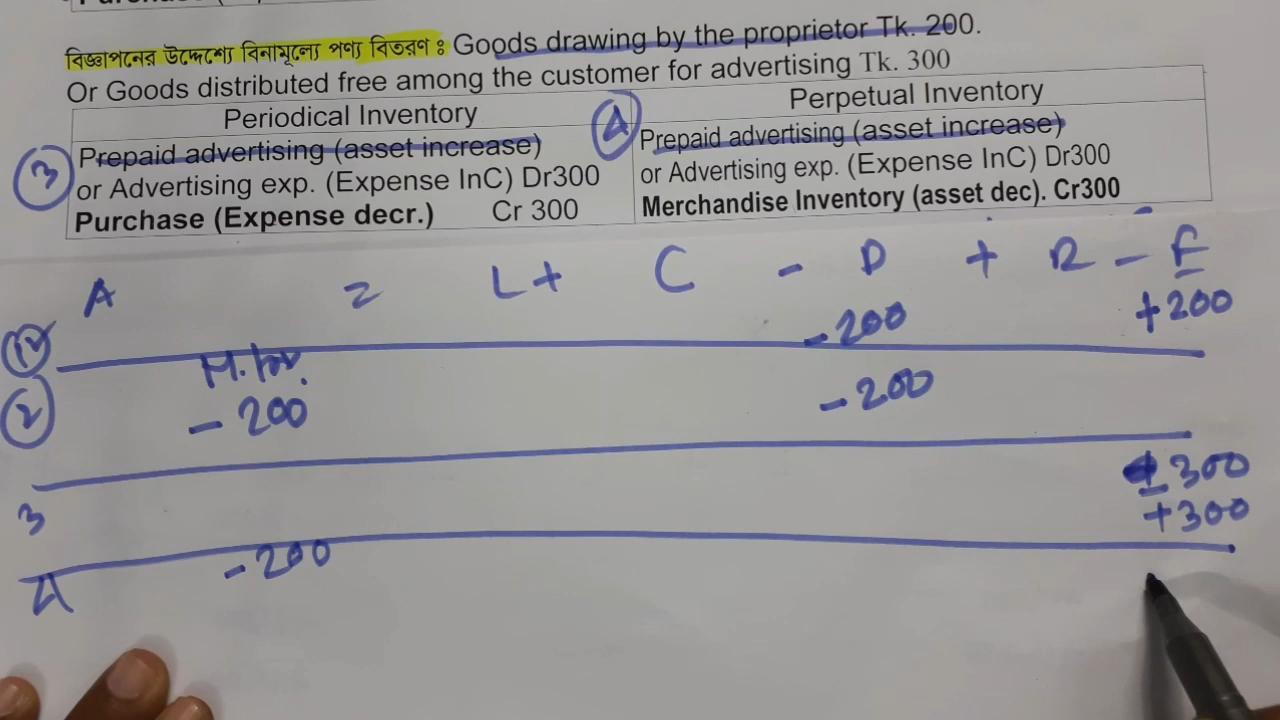 বিজ্ঞাপনের উদ্দেশ্যে বিনামূল্যে পণ্য বিতরণ ঃ Goods drawing by the proprietor Tk. 200.
Or Goods distributed free among the customer for advertising Tk. 300
Periodical Inventory Perpetual Inventory
3 Prepaid advertising (asset increase) 4 Prepaid advertising (asset increase)
or Advertising exp. (Expense InC) Dr300 or Advertising exp. (Expense InC) Dr300
Purchase (Expense decr.) Cr 300 Merchandise Inventory (asset dec). Cr300
A = L + C - D + R - E
-200 +200
M. Inv.
2 -200 -200
3 300
+300
4 -200